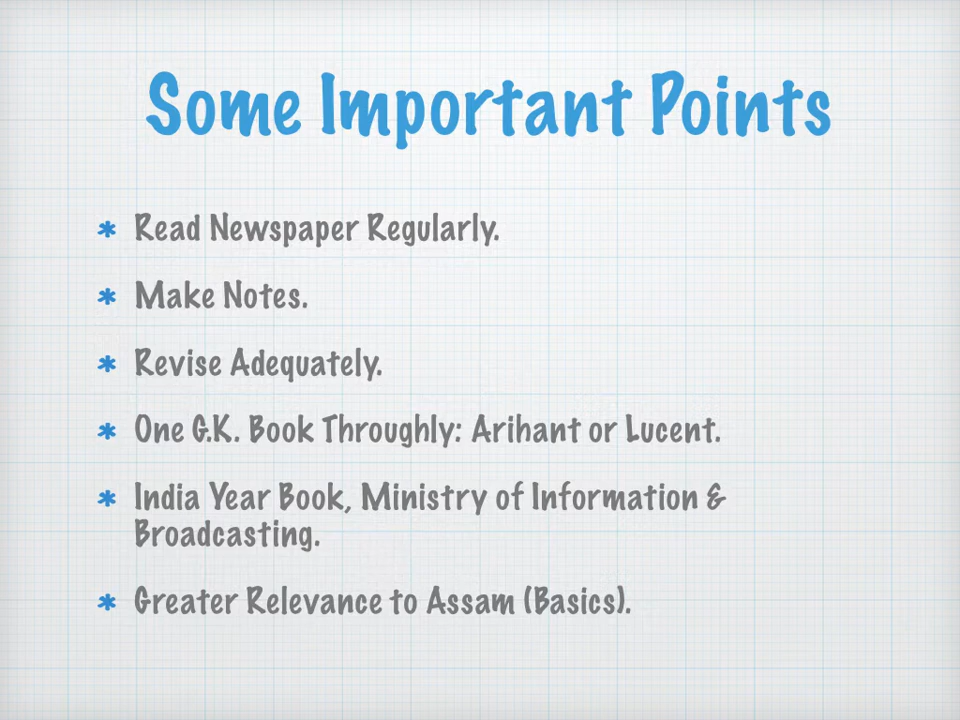 Some Important Points
* Read Newspaper Regularly.
* Make Notes.
* Revise Adequately.
* One G.K. Book Throughly: Arihant or Lucent.
* India Year Book, Ministry of Information &
Broadcasting.
* Greater Relevance to Assam (Basics).